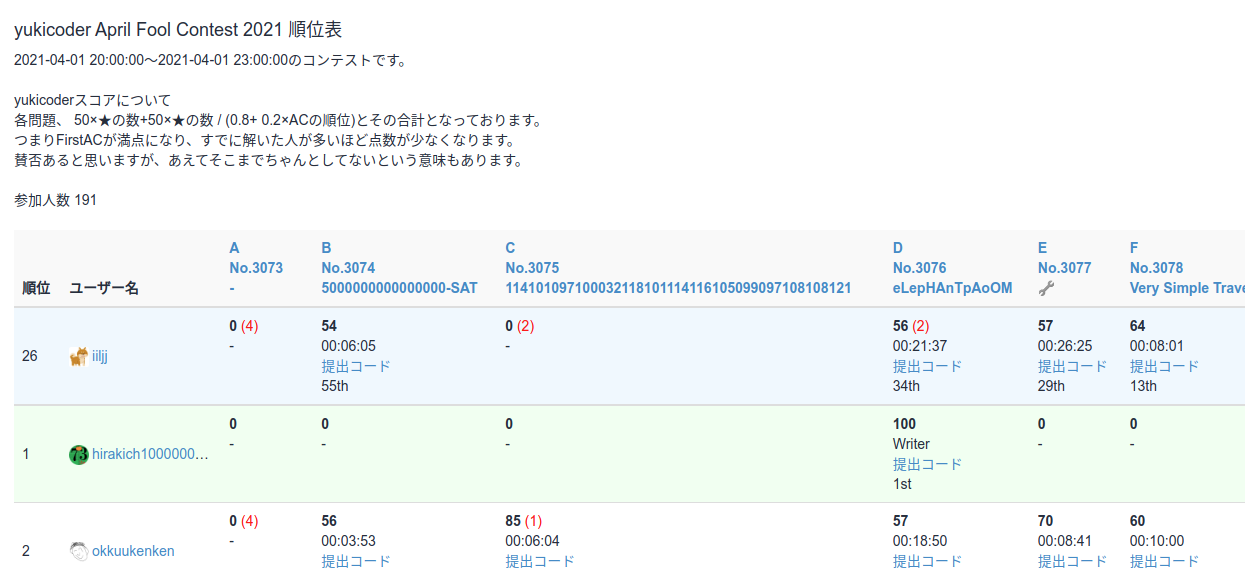 yukicoder April Fool Contest 2021 順位表
2021-04-01 20:00:00〜2021-04-01 23:00:00のコンテストです。
yukicoderスコアについて
各問題、 50×★の数+50×★の数 / (0.8+ 0.2×ACの順位)とその合計となっております。
つまりFirstACが満点になり、すでに解いた人が多いほど点数が少なくなります。
賛否あると思いますが、あえてそこまでちゃんとしてないという意味もあります。
参加人数 191
A B C D E F
No.3073 No.3074 No.3075 No.3076 No.3077 No.3078
順位 ユーザー名 - 5000000000000000-SAT 114101097100032118101114116105099097108108121 eLepHAnTpAoOM Very Simple Trave
0 (4) 54 0 (2) 56 (2) 57 64
- 00:06:05 - 00:21:37 00:26:25 00:08:01
26 iiljj 提出コード 提出コード 提出コード 提出コード
55th 34th 29th 13th
0 0 0 100 0 0
- - - Writer - -
1 73 hirakich1000000… 提出コード
1st
0 (4) 56 85 (1) 57 70 60
- 00:03:53 00:06:04 00:18:50 00:08:41 00:10:00
2 okkuukenken 提出コード 提出コード 提出コード 提出コード 提出コード